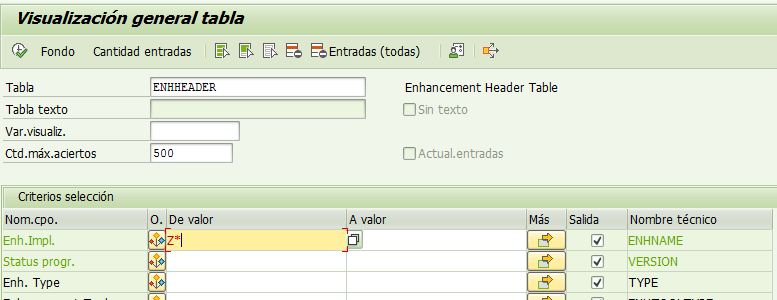 Visualización general tabla
Fondo Cantidad entradas Entradas (todas)
Tabla ENHHEADER Enhancement Header Table
Tabla texto Sin texto
Var.visualiz.
Ctd.máx.aciertos 500 Actual.entradas
Criterios selección
Nom.cpo. O. De valor A valor Más Salida Nombre técnico
Enh.Impl. Z* ENHNAME
Status progr. VERSION
Enh. Type TYPE